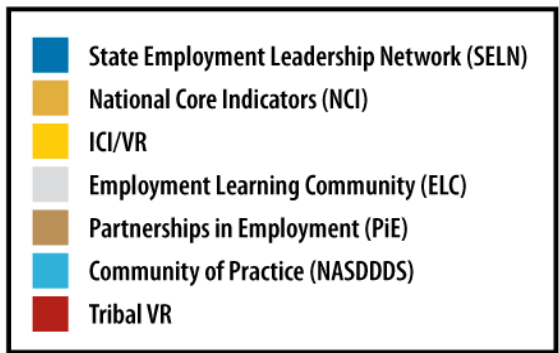 State Employment Leadership Network (SELN)
National Core Indicators (NCI)
ICI/VR
Employment Learning Community (ELC)
Partnerships in Employment (PiE)
Community of Practice (NASDDDS)
Tribal VR